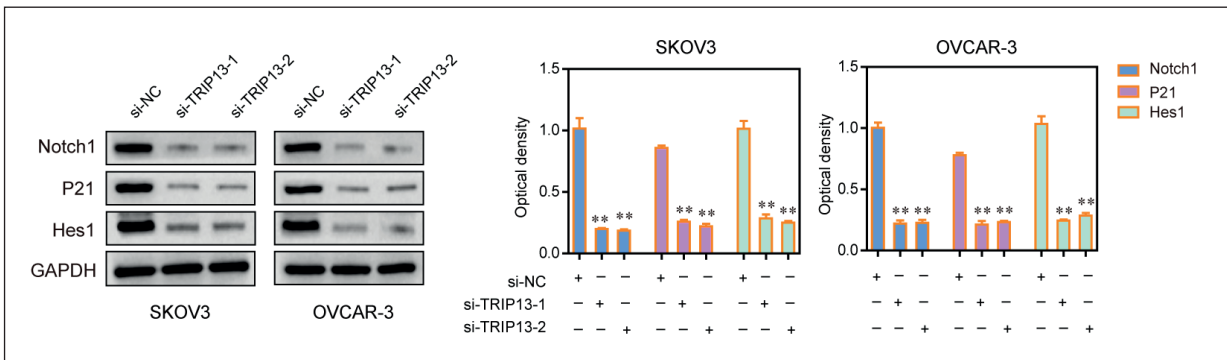 si-NC si-TRIP13-1 si-TRIP13-2 si-NC si-TRIP13-1 si-TRIP13-2
Notch1
P21
Hes1
GAPDH
SKOV3 OVCAR-3
SKOV3
1.5
1.0
0.5
0.0
Optical density
** ** ** ** ** **
si-NC + − − + − − + − −
si-TRIP13-1 − + − − + − − + −
si-TRIP13-2 − − + − − + − − +
OVCAR-3
1.5
1.0
0.5
0.0
Optical density
** ** ** ** ** **
+ − − + − − + − −
− + − − + − − + −
− − + − − + − − +
Notch1
P21
Hes1